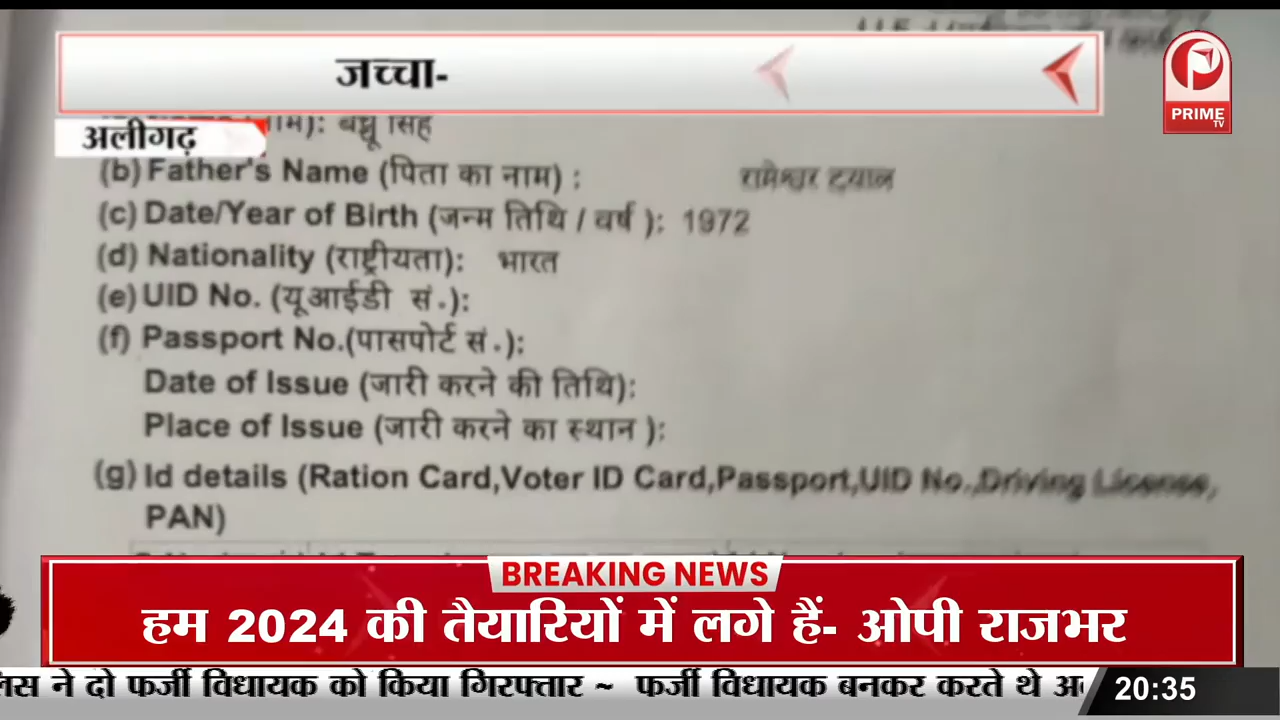 जच्चा-
PRIME
TV
अलीगढ़
बब्लू सिंह
(b) Father's Name (पिता का नाम) : रामेश्वर दयाल
(c) Date/Year of Birth (जन्म तिथि / वर्ष ): 1972
(d) Nationality (राष्ट्रीयता): भारत
(e) UID No. (यूआईडी सं.):
(f) Passport No.(पासपोर्ट सं.):
Date of Issue (जारी करने की तिथि):
Place of Issue (जारी करने का स्थान ):
(g) Id details (Ration Card,Voter ID Card,Passport,UID No.,Driving License,
PAN)
BREAKING NEWS
हम 2024 की तैयारियों में लगे हैं- ओपी राजभर
लिस ने दो फर्जी विधायक को किया गिरफ्तार ~ फर्जी विधायक बनकर करते थे
20:35